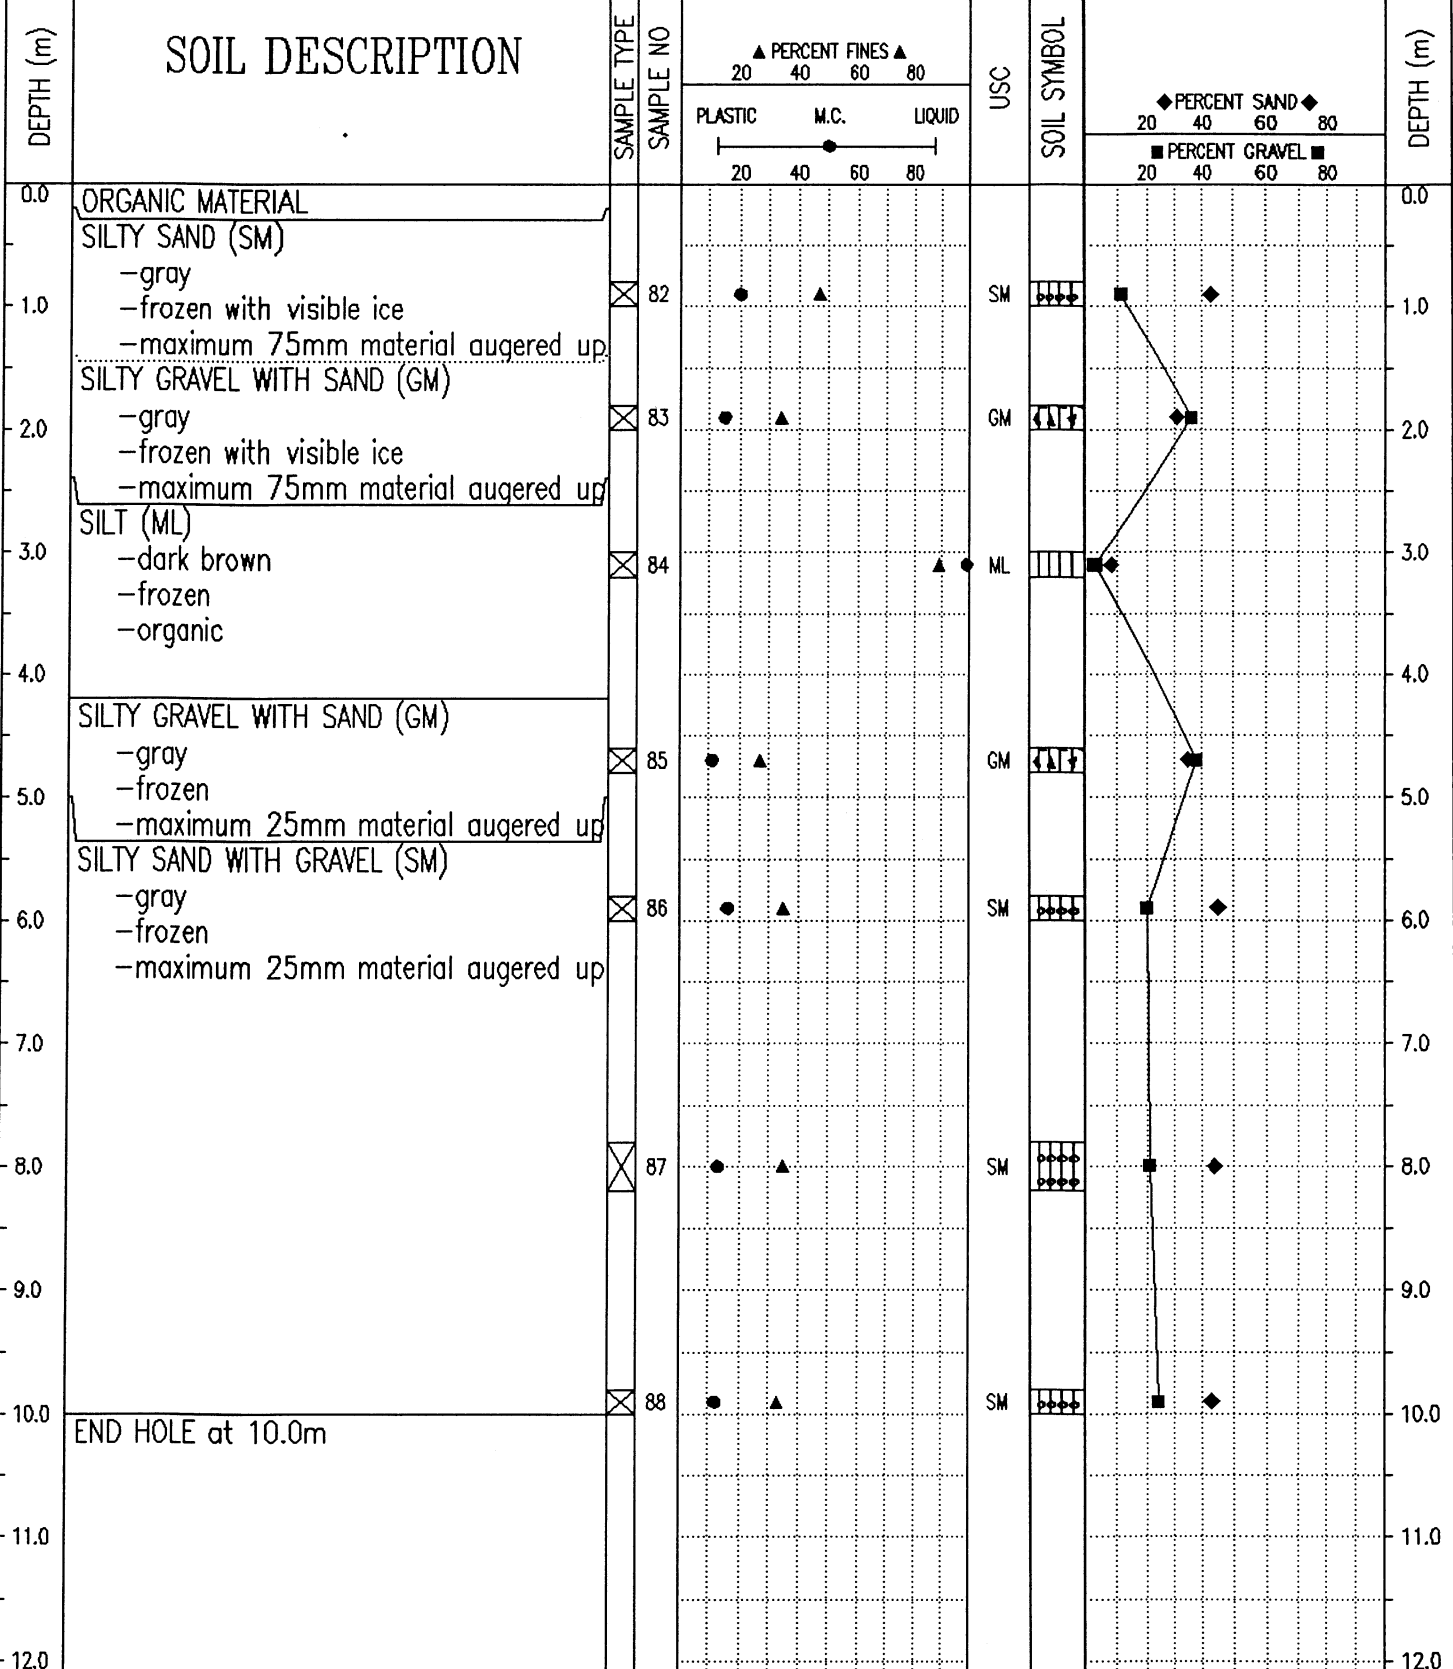 DEPTH (m)
SOIL DESCRIPTION
SAMPLE TYPE
SAMPLE NO
PERCENT FINES
20 40 60 80
PLASTIC M.C. LIQUID
20 40 60 80
USC
SOIL SYMBOL
PERCENT SAND
20 40 60 80
PERCENT GRAVEL
20 40 60 80
DEPTH (m)
0.0 ORGANIC MATERIAL 0.0
SILTY SAND (SM)
-gray
82 SM
1.0 -frozen with visible ice 1.0
-maximum 75mm material augered up
SILTY GRAVEL WITH SAND (GM)
-gray 83 GM
2.0 2.0
-frozen with visible ice
-maximum 75mm material augered up
SILT (ML)
3.0 -dark brown 84 ML 3.0
-frozen
-organic
4.0 4.0
SILTY GRAVEL WITH SAND (GM)
-gray 85 GM
-frozen
5.0 5.0
-maximum 25mm material augered up
SILTY SAND WITH GRAVEL (SM)
-gray 86 SM
6.0 6.0
-frozen
-maximum 25mm material augered up
7.0 7.0
8.0 87 SM 8.0
9.0 9.0
88 SM
10.0 10.0
END HOLE at 10.0m
11.0 11.0
12.0 12.0